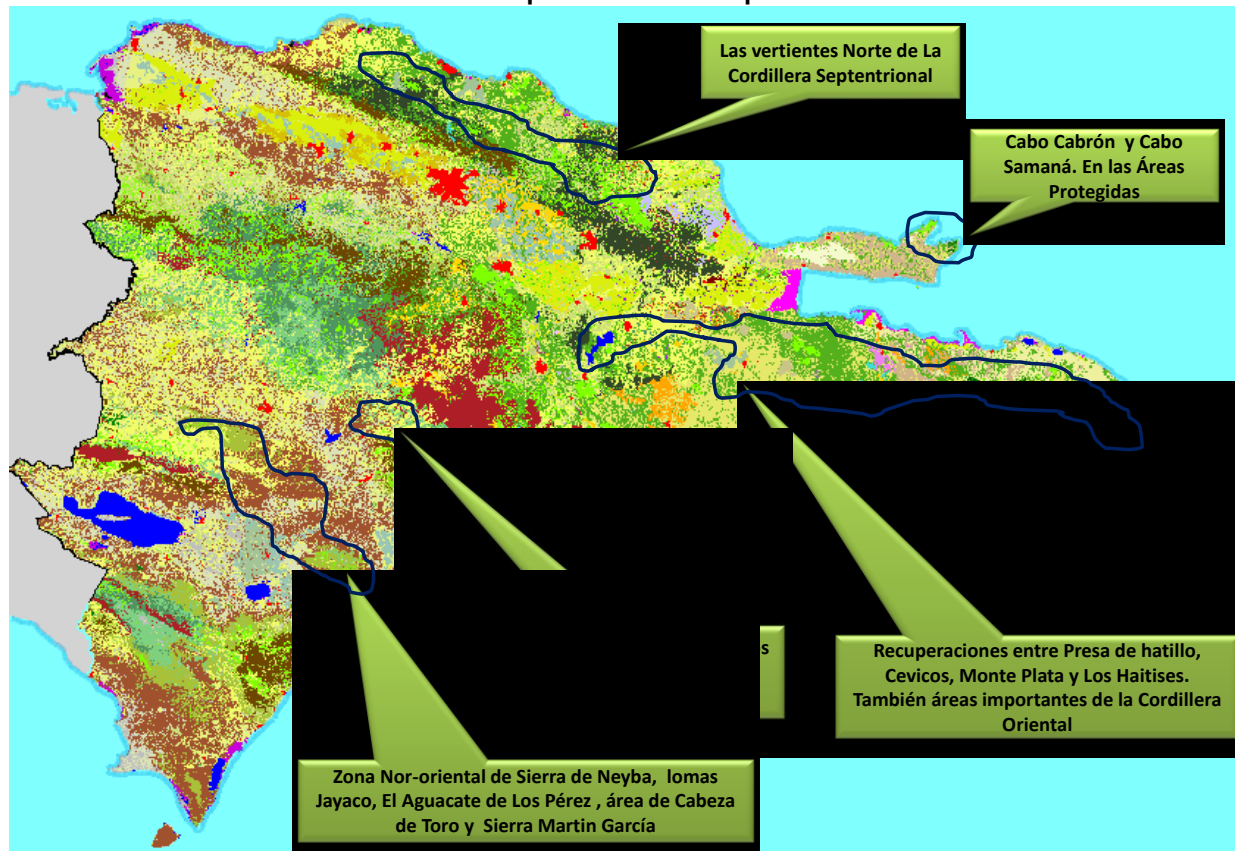 Las vertientes Norte de La
Cordillera Septentrional
Cabo Cabrón y Cabo
Samaná. En las Áreas
Protegidas
Recuperaciones entre Presa de hatillo,
Cevicos, Monte Plata y Los Haitises.
También áreas importantes de la Cordillera
Oriental
Zona Nor-oriental de Sierra de Neyba, lomas
Jayaco, El Aguacate de Los Pérez , área de Cabeza
de Toro y Sierra Martin García